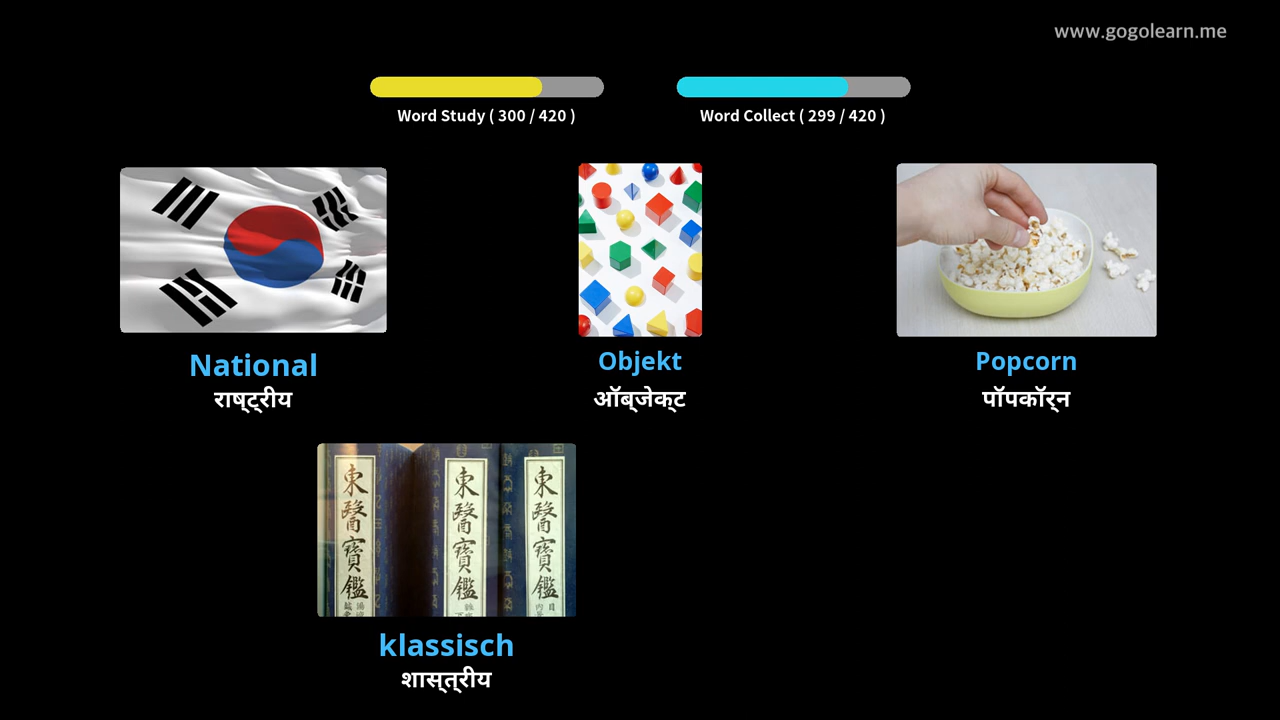 www.gogolearn.me
Word Study ( 300 / 420 )
Word Collect ( 299 / 420 )
National
राष्ट्रीय
Objekt
ऑब्जेक्ट
Popcorn
पॉपकॉर्न
東醫寶鑑
東醫寶鑑
東醫寶鑑
klassisch
शास्त्रीय